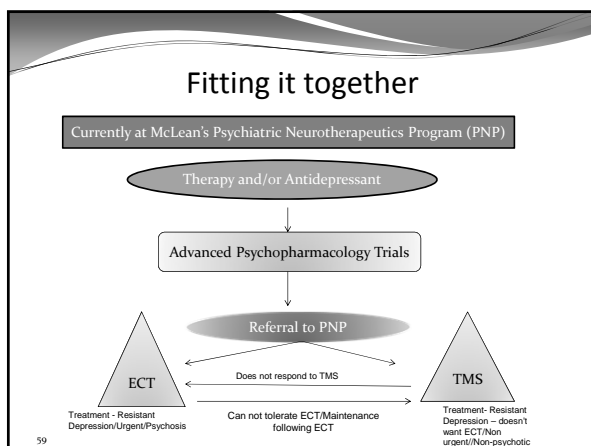 Fitting it together
Currently at McLean's Psychiatric Neurotherapeutics Program (PNP)
Therapy and/or Antidepressant
Advanced Psychopharmacology Trials
Referral to PNP
ECT
Does not respond to TMS
TMS
Treatment - Resistant
Depression/Urgent/Psychosis
Can not tolerate ECT/Maintenance
following ECT
Treatment- Resistant
Depression – doesn't
want ECT/Non
urgent//Non-psychotic
59